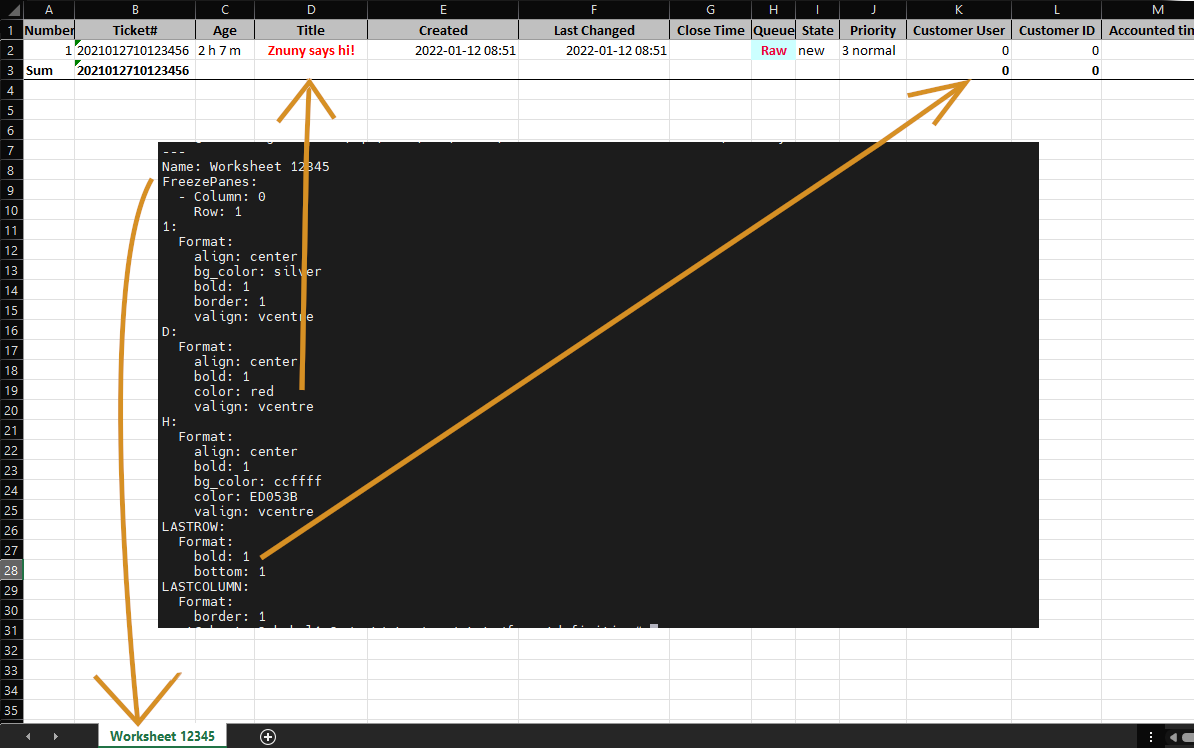 A B C D E F G H I J K L M
1 Number Ticket# Age Title Created Last Changed Close Time Queue State Priority Customer User Customer ID Accounted tim
2 1 2021012710123456 2 h 7 m Znuny says hi! 2022-01-12 08:51 2022-01-12 08:51 Raw new 3 normal 0 0
3 Sum 2021012710123456 0 0
4
5
6
7
8
9
10
11
12
13
14
15
16
17
18
19
20
21
22
23
24
25
26
27
28
29
30
31
32
33
34
35
---
Name: Worksheet 12345
FreezePanes:
- Column: 0
Row: 1
1:
Format:
align: center
bg_color: silver
bold: 1
border: 1
valign: vcentre
D:
Format:
align: center
bold: 1
color: red
valign: vcentre
H:
Format:
align: center
bold: 1
bg_color: ccffff
color: ED053B
valign: vcentre
LASTROW:
Format:
bold: 1
bottom: 1
LASTCOLUMN:
Format:
border: 1
Worksheet 12345